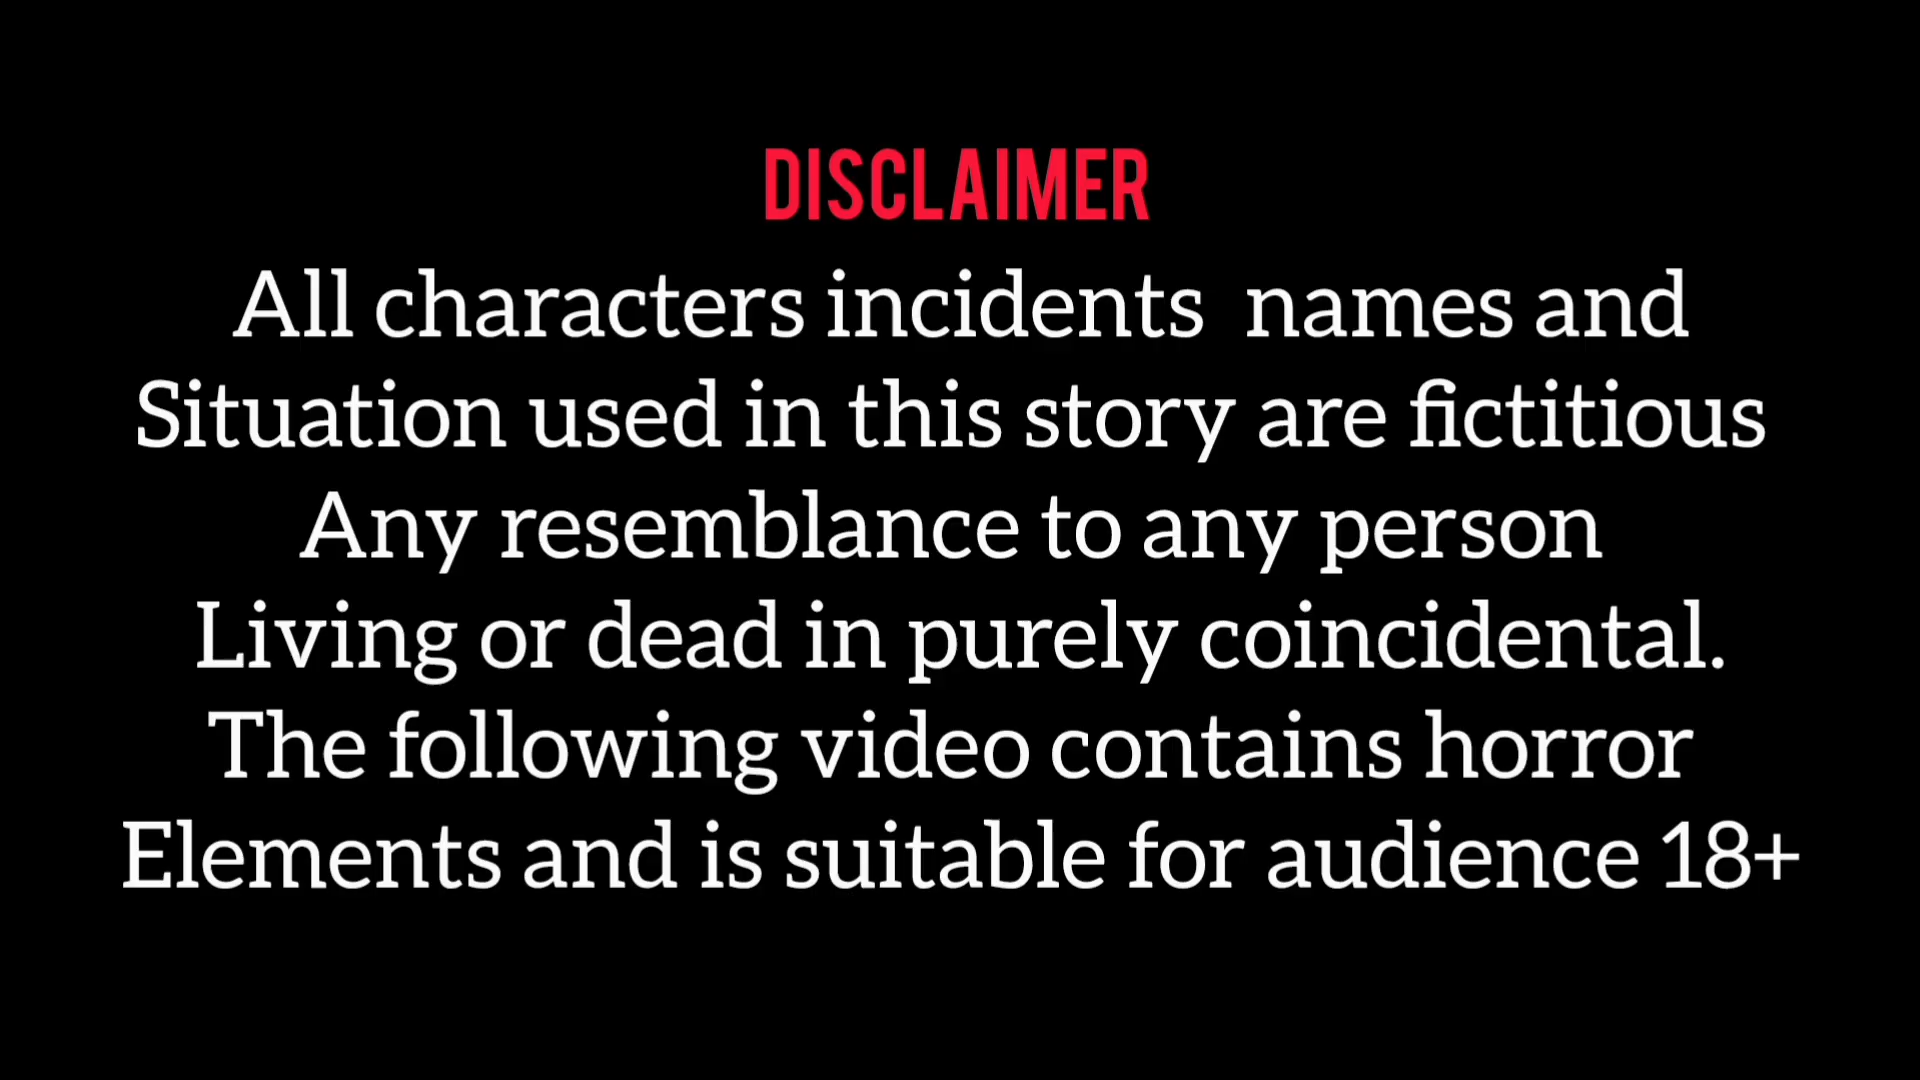 DISCLAIMER
All characters incidents  names and
Situation used in this story are fictitious
Any resemblance to any person
Living or dead in purely coincidental.
The following video contains horror
Elements and is suitable for audience 18+